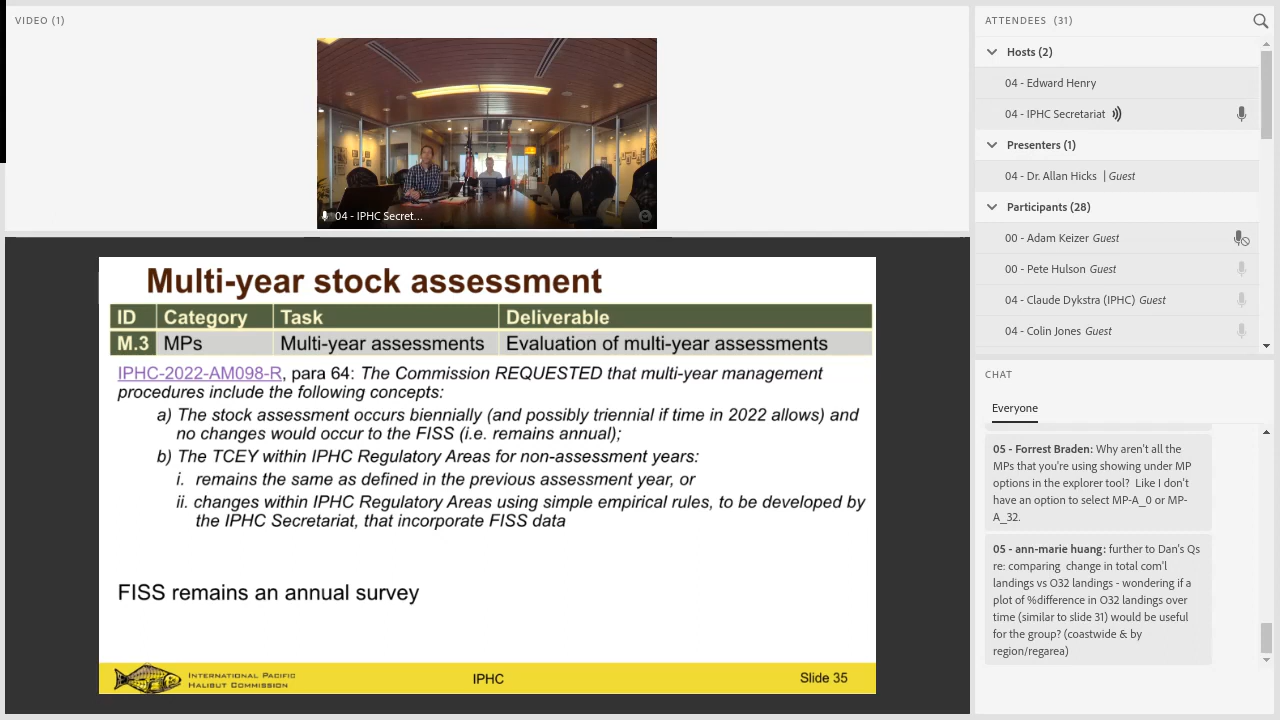 VIDEO (1)
04 - IPHC Secret...
Multi-year stock assessment
ID Category Task Deliverable
M.3 MPs Multi-year assessments Evaluation of multi-year assessments
IPHC-2022-AM098-R, para 64: The Commission REQUESTED that multi-year management
procedures include the following concepts:
a) The stock assessment occurs biennially (and possibly triennial if time in 2022 allows) and
no changes would occur to the FISS (i.e. remains annual);
b) The TCEY within IPHC Regulatory Areas for non-assessment years:
i. remains the same as defined in the previous assessment year, or
ii. changes within IPHC Regulatory Areas using simple empirical rules, to be developed by
the IPHC Secretariat, that incorporate FISS data
FISS remains an annual survey
INTERNATIONAL PACIFIC
HALIBUT COMMISSION
IPHC
Slide 35
ATTENDEES (31)
Hosts (2)
04 - Edward Henry
04 - IPHC Secretariat
Presenters (1)
04 - Dr. Allan Hicks | Guest
Participants (28)
00 - Adam Keizer Guest
00 - Pete Hulson Guest
04 - Claude Dykstra (IPHC) Guest
04 - Colin Jones Guest
CHAT
Everyone
05 - Forrest Braden: Why aren't all the
MPs that you're using showing under MP
options in the explorer tool? Like I don't
have an option to select MP-A_0 or MP-
A_32.
05 - ann-marie huang: further to Dan's Qs
re: comparing change in total com'l
landings vs O32 landings - wondering if a
plot of %difference in O32 landings over
time (similar to slide 31) would be useful
for the group? (coastwide & by
region/regarea)